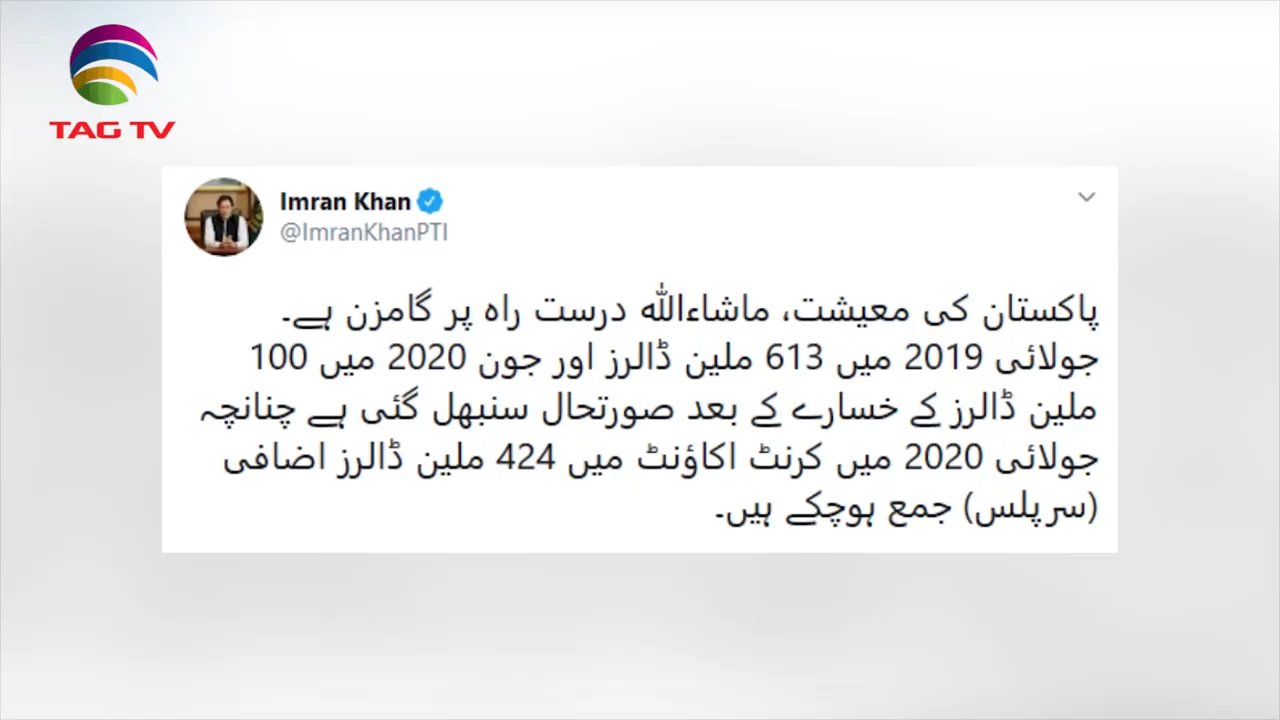 TAG TV
Imran Khan
@ImranKhanPTI
پاکستان کی معیشت، ماشاءاللہ درست راہ پر گامزن ہے۔
جولائی 2019 میں 613 ملین ڈالرز اور جون 2020 میں 100
ملین ڈالرز کے خسارے کے بعد صورتحال سنبھل گئی ہے چنانچہ
جولائی 2020 میں کرنٹ اکاؤنٹ میں 424 ملین ڈالرز اضافی
(سرپلس) جمع ہوچکے ہیں۔